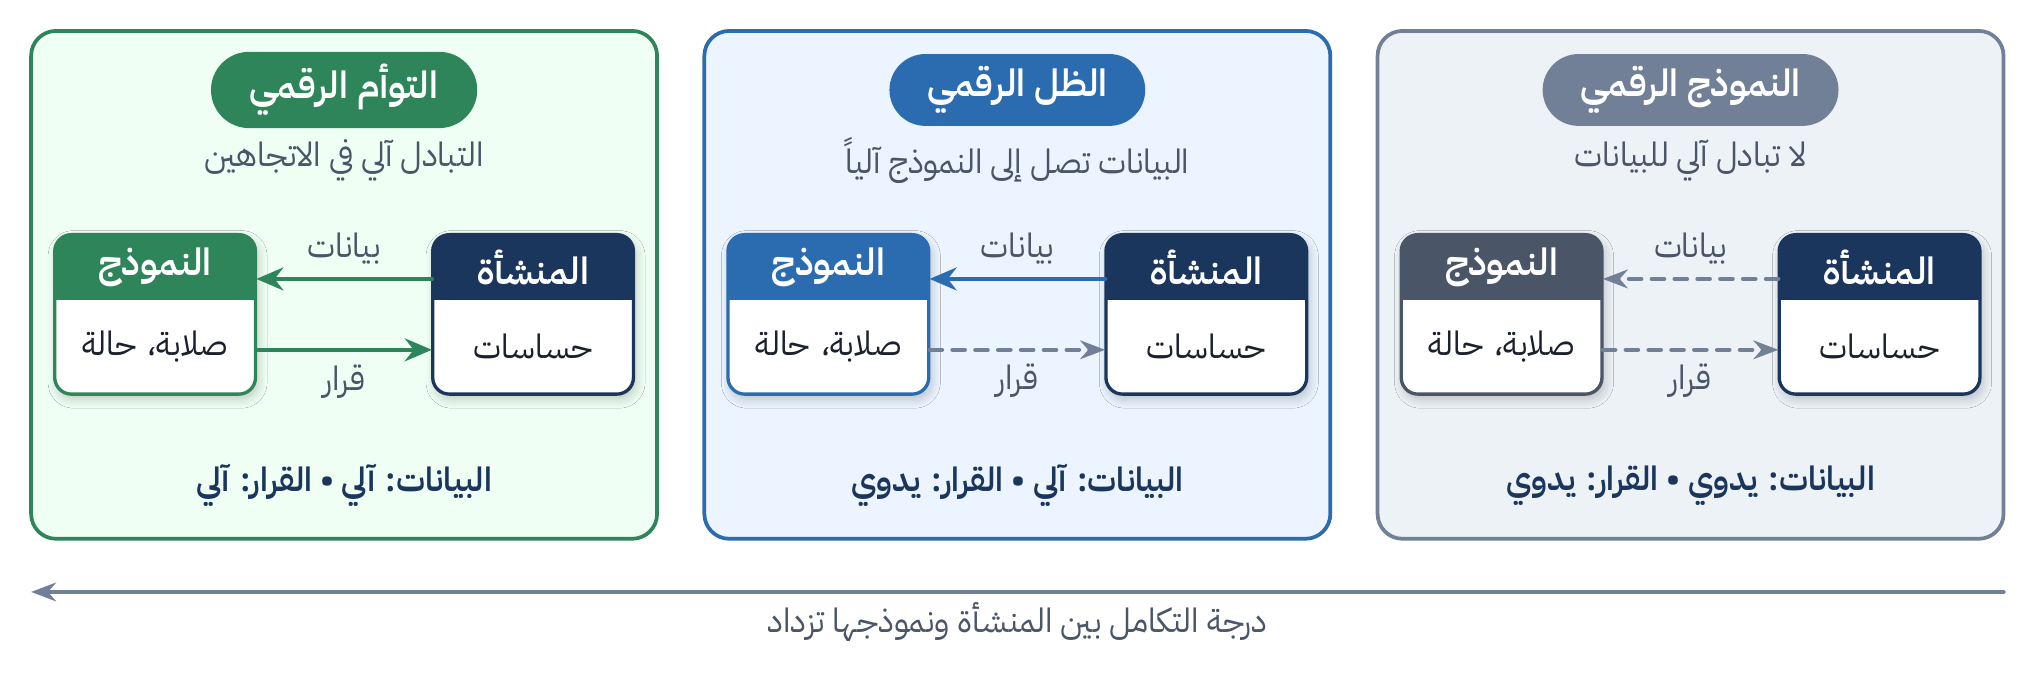 النموذج الرقمي
لا تبادل آلي للبيانات
المنشأة
حساسات
بيانات
قرار
النموذج
صلابة، حالة
البيانات: يدوي • القرار: يدوي
الظل الرقمي
البيانات تصل إلى النموذج آلياً
المنشأة
حساسات
بيانات
قرار
النموذج
صلابة، حالة
البيانات: آلي • القرار: يدوي
التوأم الرقمي
التبادل آلي في الاتجاهين
المنشأة
حساسات
بيانات
قرار
النموذج
صلابة، حالة
البيانات: آلي • القرار: آلي
درجة التكامل بين المنشأة ونموذجها تزداد